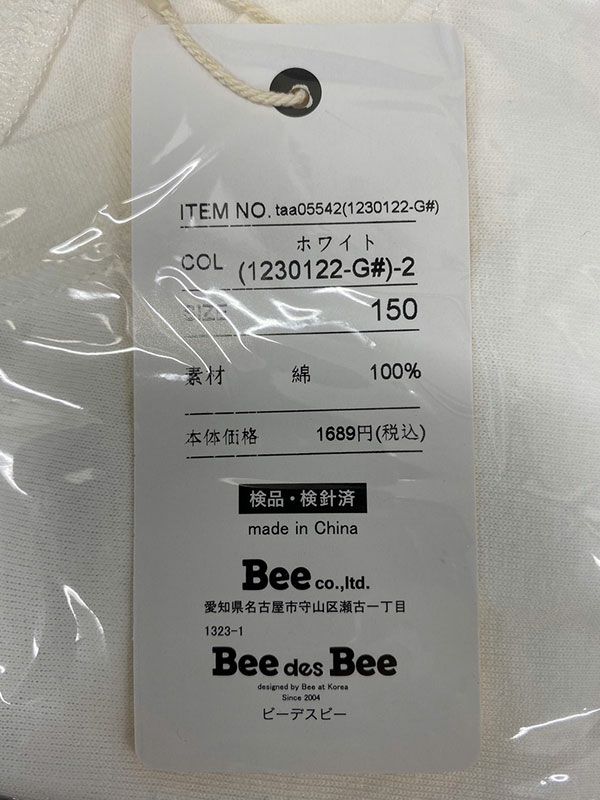 ITEM NO. taa05542(1230122-G#)
ホワイト
COL (1230122-G#)-2
SIZE 150
素材 綿 100%
本体価格 1689円(税込)
検品・検針済
made in China
Bee co.,ltd.
愛知県名古屋市守山区瀬古一丁目
1323-1
Bee des Bee
designed by Bee at Korea
Since 2004
ビーデスビー